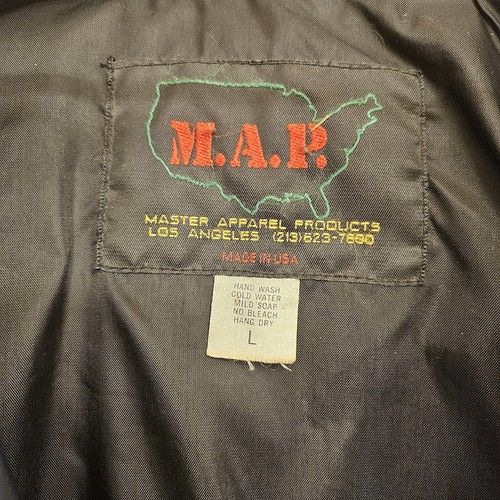 M.A.P.
MASTER APPAREL PRODUCTS
LOS ANGELES (213)623-7680
MADE IN USA
HAND WASH
COLD WATER
MILD SOAP
NO BLEACH
HANG DRY
L